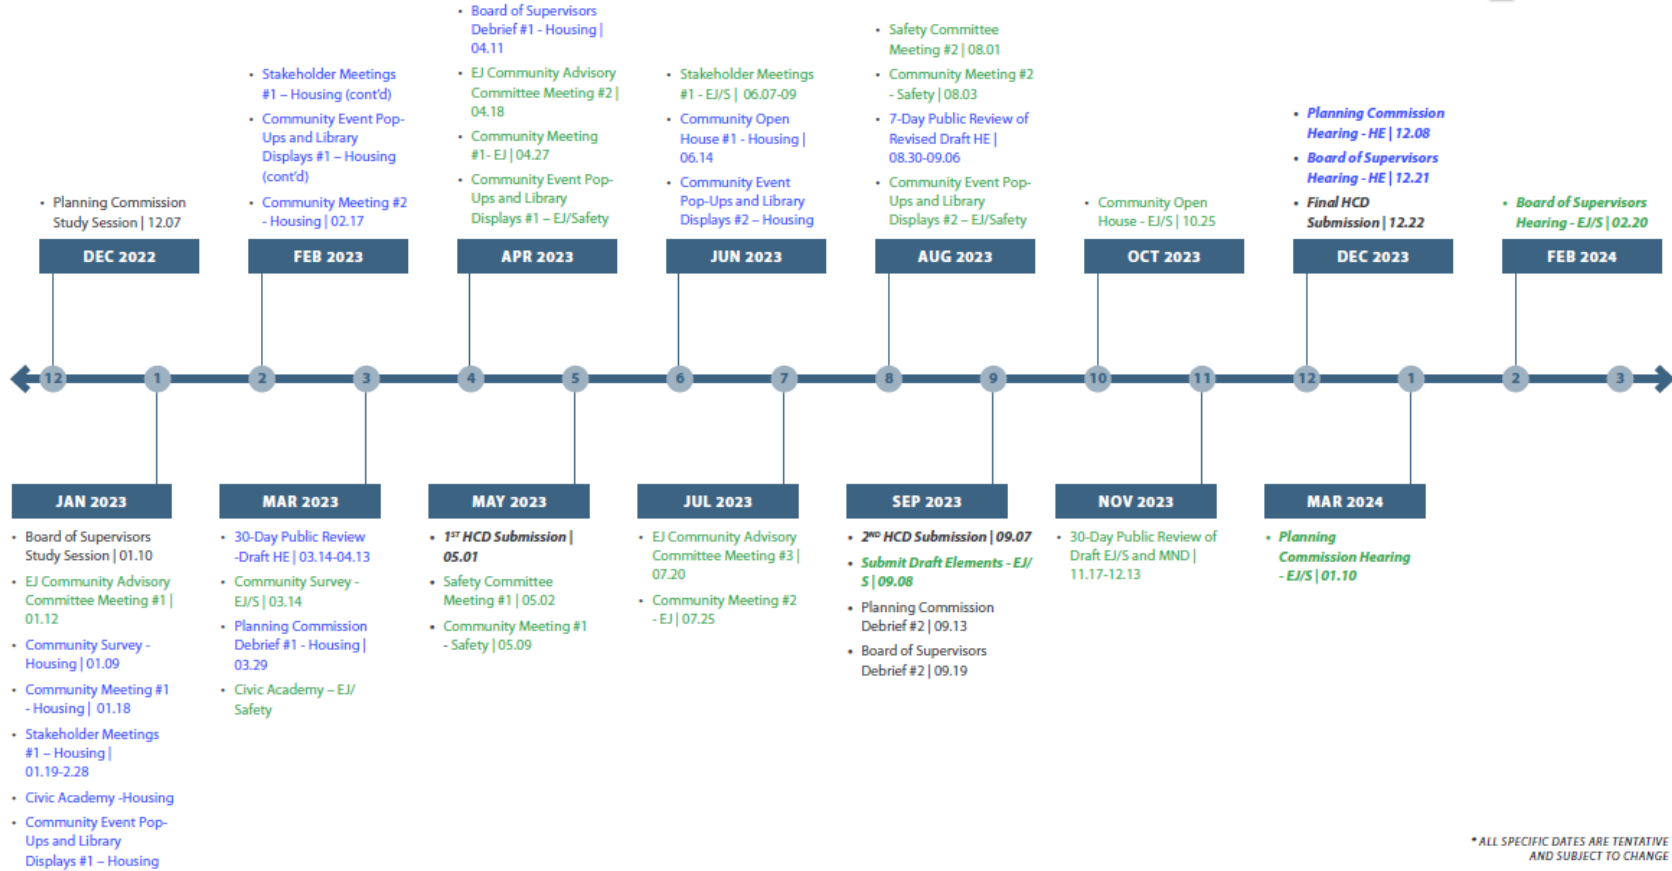 • Planning Commission
Study Session | 12.07
DEC 2022
• Stakeholder Meetings
#1 – Housing (cont'd)
• Community Event Pop-
Ups and Library
Displays #1 – Housing
(cont'd)
• Community Meeting #2
- Housing | 02.17
FEB 2023
• Board of Supervisors
Debrief #1 - Housing |
04.11
• EJ Community Advisory
Committee Meeting #2 |
04.18
• Community Meeting
#1- EJ | 04.27
• Community Event Pop-
Ups and Library
Displays #1 – EJ/Safety
APR 2023
• Stakeholder Meetings
#1 - EJ/S | 06.07-09
• Community Open
House #1 - Housing |
06.14
• Community Event
Pop-Ups and Library
Displays #2 – Housing
JUN 2023
• Safety Committee
Meeting #2 | 08.01
• Community Meeting #2
- Safety | 08.03
• 7-Day Public Review of
Revised Draft HE |
08.30-09.06
• Community Event Pop-
Ups and Library
Displays #2 – EJ/Safety
AUG 2023
• Community Open
House - EJ/S | 10.25
OCT 2023
• Planning Commission
Hearing - HE | 12.08
• Board of Supervisors
Hearing - HE | 12.21
• Final HCD
Submission | 12.22
DEC 2023
• Board of Supervisors
Hearing - EJ/S | 02.20
FEB 2024
12 1 2 3 4 5 6 7 8 9 10 11 12 1 2 3
JAN 2023
• Board of Supervisors
Study Session | 01.10
• EJ Community Advisory
Committee Meeting #1 |
01.12
• Community Survey -
Housing | 01.09
• Community Meeting #1
- Housing | 01.18
• Stakeholder Meetings
#1 – Housing |
01.19-2.28
• Civic Academy -Housing
• Community Event Pop-
Ups and Library
Displays #1 – Housing
MAR 2023
• 30-Day Public Review
-Draft HE | 03.14-04.13
• Community Survey -
EJ/S | 03.14
• Planning Commission
Debrief #1 - Housing |
03.29
• Civic Academy – EJ/
Safety
MAY 2023
• 1ST HCD Submission |
05.01
• Safety Committee
Meeting #1 | 05.02
• Community Meeting #1
- Safety | 05.09
JUL 2023
• EJ Community Advisory
Committee Meeting #3 |
07.20
• Community Meeting #2
- EJ | 07.25
SEP 2023
• 2ND HCD Submission | 09.07
• Submit Draft Elements - EJ/
S | 09.08
• Planning Commission
Debrief #2 | 09.13
• Board of Supervisors
Debrief #2 | 09.19
NOV 2023
• 30-Day Public Review of
Draft EJ/S and MND |
11.17-12.13
MAR 2024
• Planning
Commission Hearing
- EJ/S | 01.10
* ALL SPECIFIC DATES ARE TENTATIVE
AND SUBJECT TO CHANGE